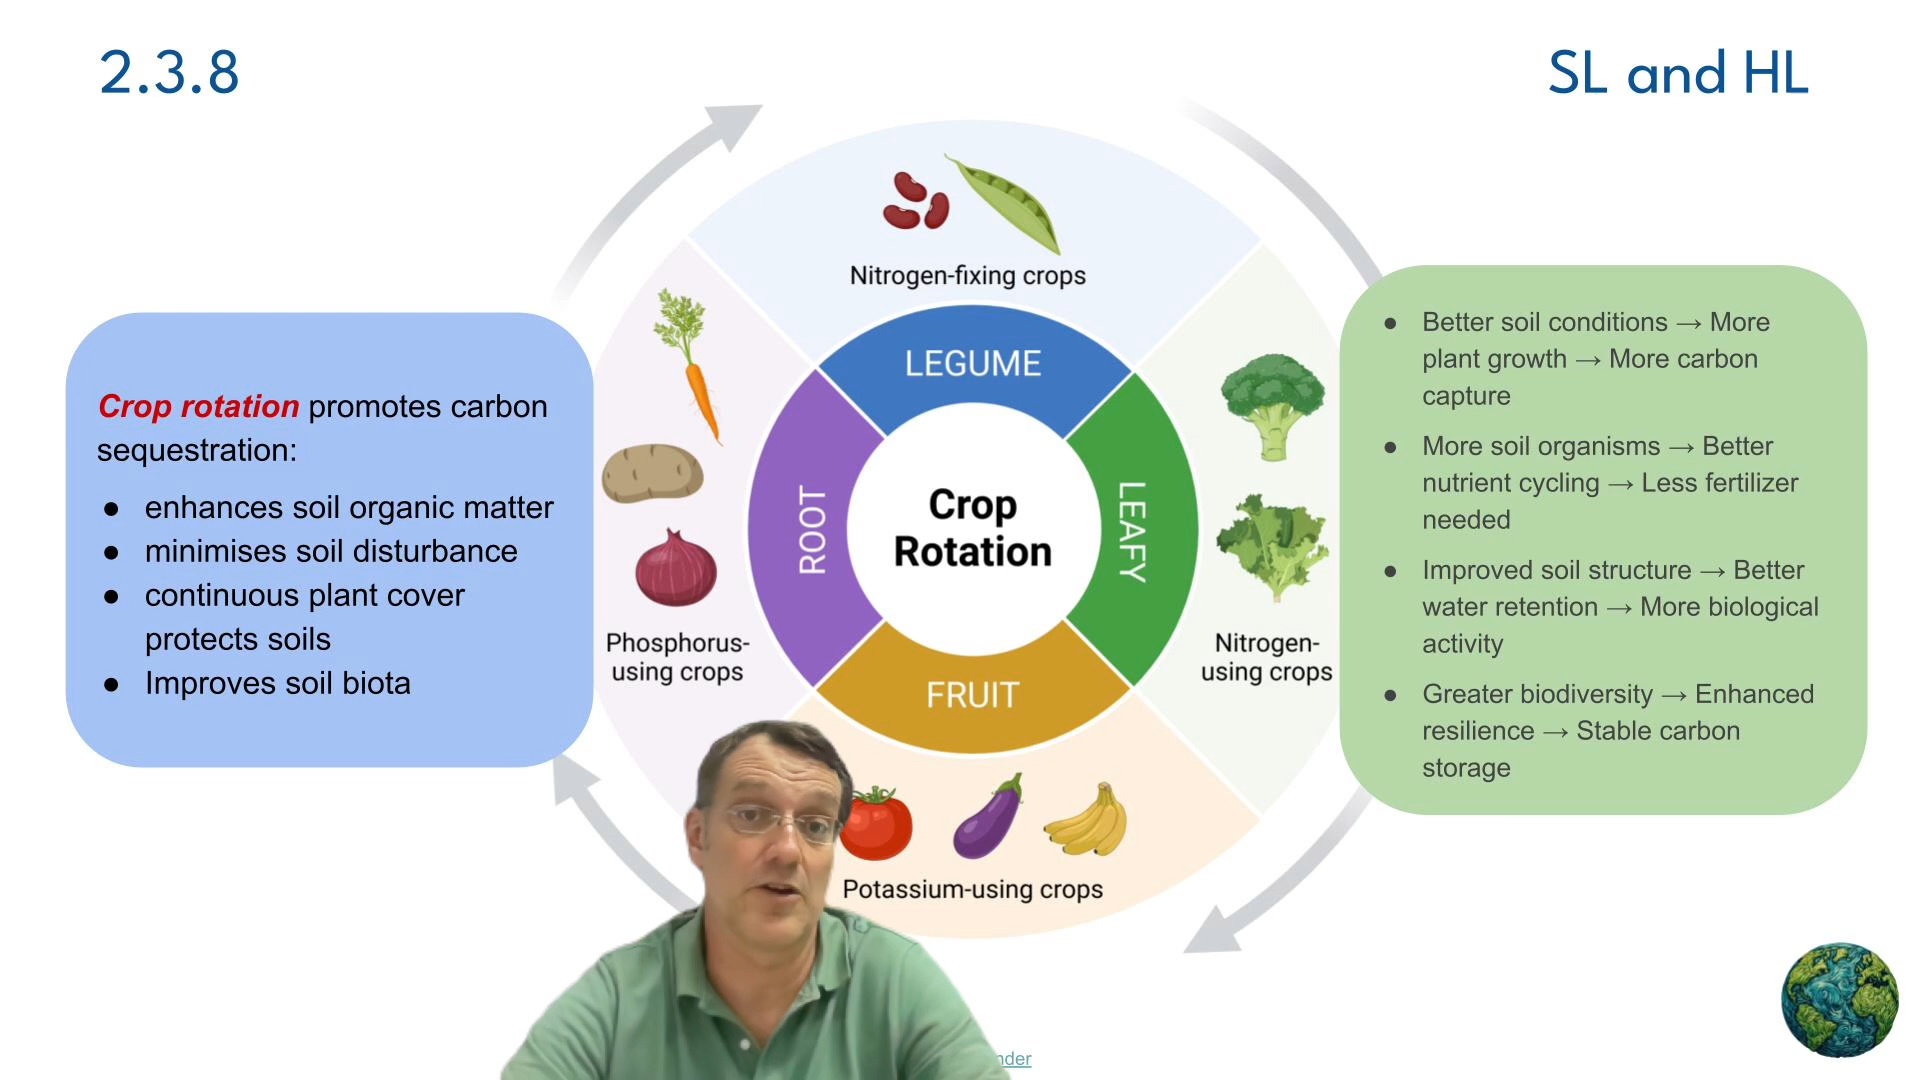 2.3.8
SL and HL
Crop rotation promotes carbon
sequestration:
● enhances soil organic matter
● minimises soil disturbance
● continuous plant cover
protects soils
● Improves soil biota
Nitrogen-fixing crops
LEGUME
ROOT
Crop
Rotation
LEAFY
FRUIT
Phosphorus-
using crops
Nitrogen-
using crops
Potassium-using crops
● Better soil conditions → More
plant growth → More carbon
capture
● More soil organisms → Better
nutrient cycling → Less fertilizer
needed
● Improved soil structure → Better
water retention → More biological
activity
● Greater biodiversity → Enhanced
resilience → Stable carbon
storage